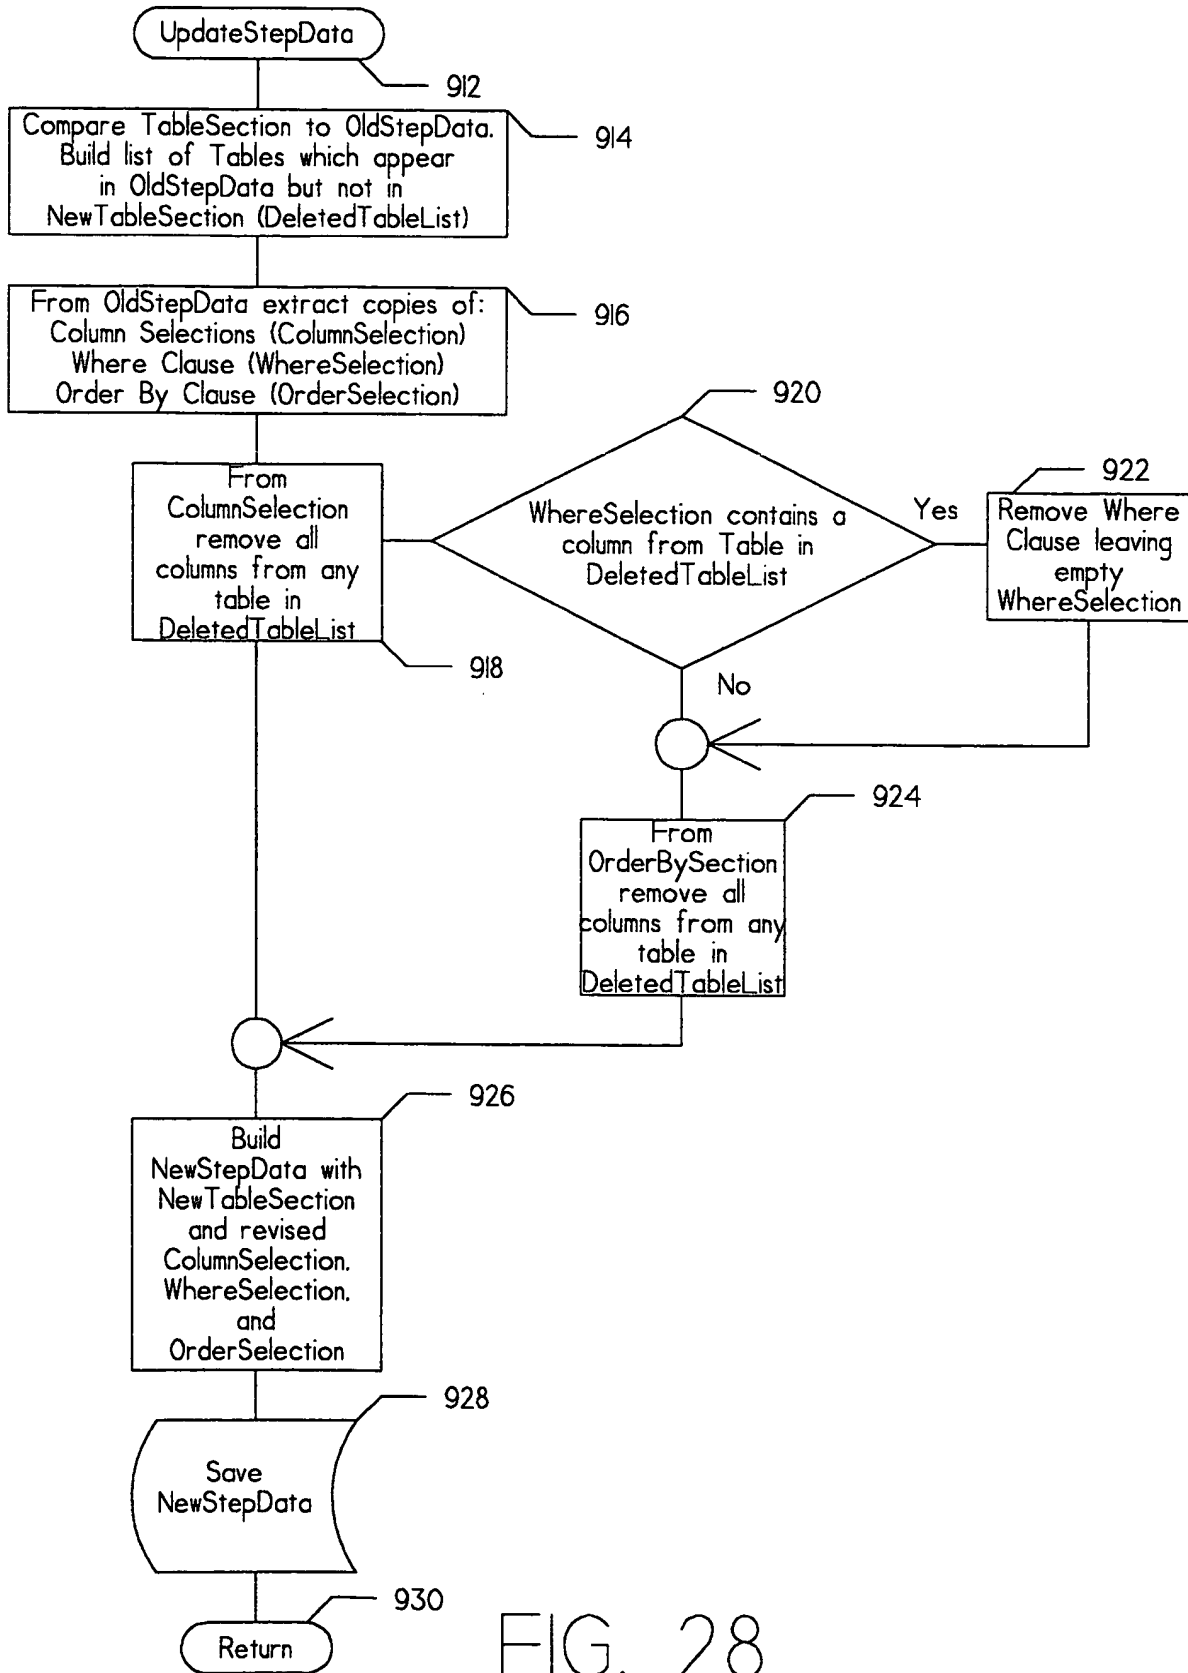 UpdateStepData
912
Compare TableSection to OldStepData.
Build list of Tables which appear
in OldStepData but not in
NewTableSection (DeletedTableList)
914
From OldStepData extract copies of:
Column Selections (ColumnSelection)
Where Clause (WhereSelection)
Order By Clause (OrderSelection)
916
From
ColumnSelection
remove all
columns from any
table in
DeletedTableList
918
920
WhereSelection contains a
column from Table in
DeletedTableList
Yes
922
Remove Where
Clause leaving
empty
WhereSelection
No
924
From
OrderBySection
remove all
columns from any
table in
DeletedTableList
926
Build
NewStepData with
NewTableSection
and revised
ColumnSelection.
WhereSelection.
and
OrderSelection
928
Save
NewStepData
930
Return
FIG. 28